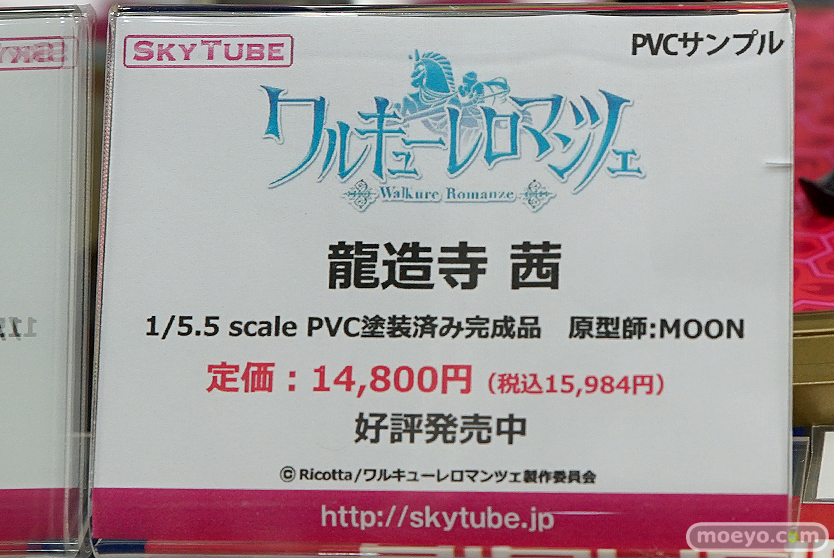 SKYTUBE
PVCサンプル
ワルキューレロマンツェ
Walkure Romanze
龍造寺 茜
1/5.5 scale PVC塗装済み完成品 原型師:MOON
定価：14,800円（税込15,984円）
好評発売中
©Ricotta/ワルキューレロマンツェ製作委員会
http://skytube.jp
moeyo.com